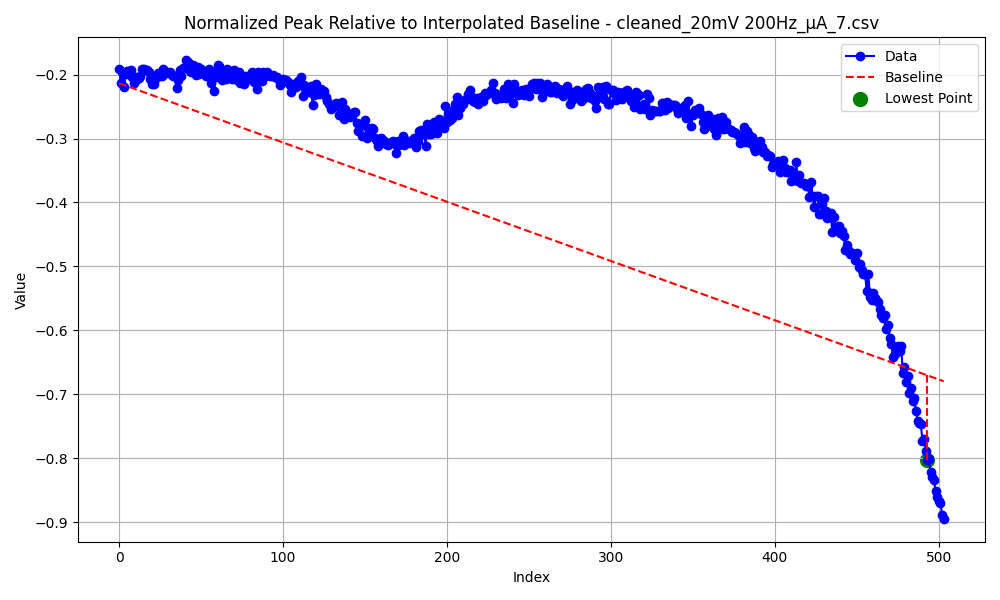 Normalized Peak Relative to Interpolated Baseline - cleaned_20mV 200Hz_μA_7.csv
Data
Baseline
Lowest Point
Value
−0.2
−0.3
−0.4
−0.5
−0.6
−0.7
−0.8
−0.9
0 100 200 300 400 500
Index